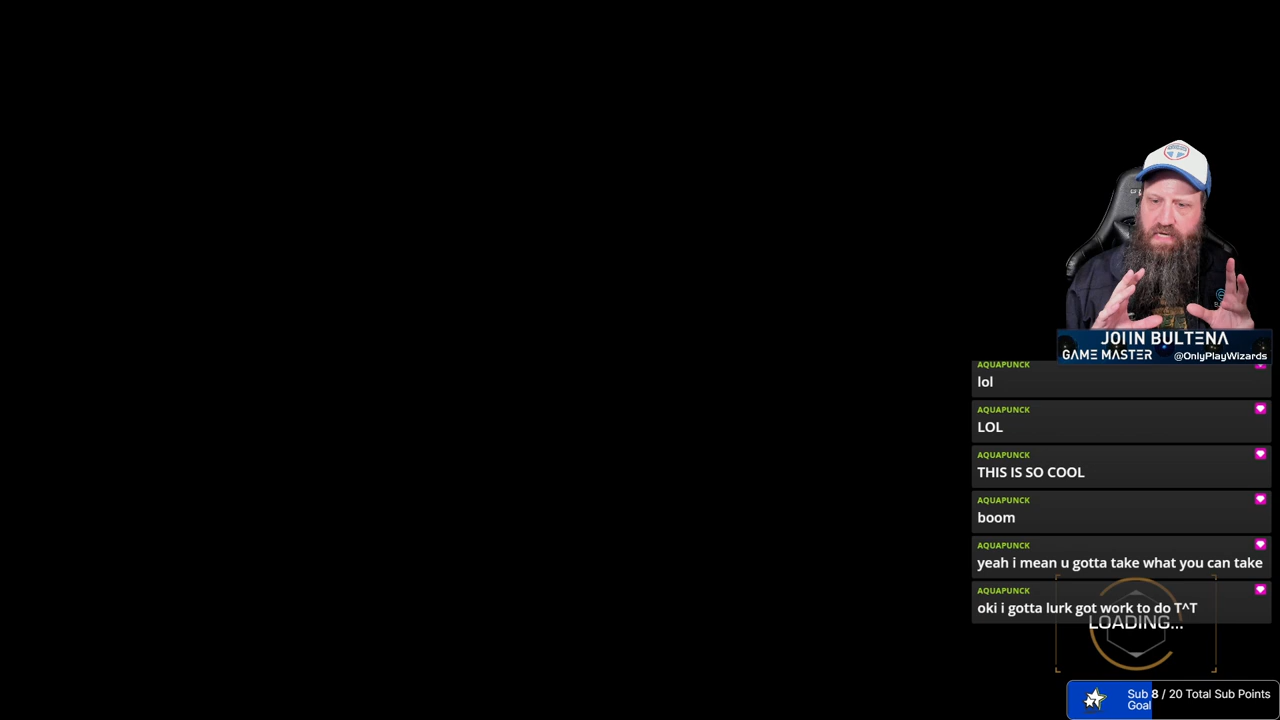 JOHN BULTENA
GAME MASTER @OnlyPlayWizards
AQUAPUNCK
lol
AQUAPUNCK
LOL
AQUAPUNCK
THIS IS SO COOL
AQUAPUNCK
boom
AQUAPUNCK
yeah i mean u gotta take what you can take
AQUAPUNCK
oki i gotta lurk got work to do T^T
LOADING...
Sub 8 / 20 Total Sub Points
Goal